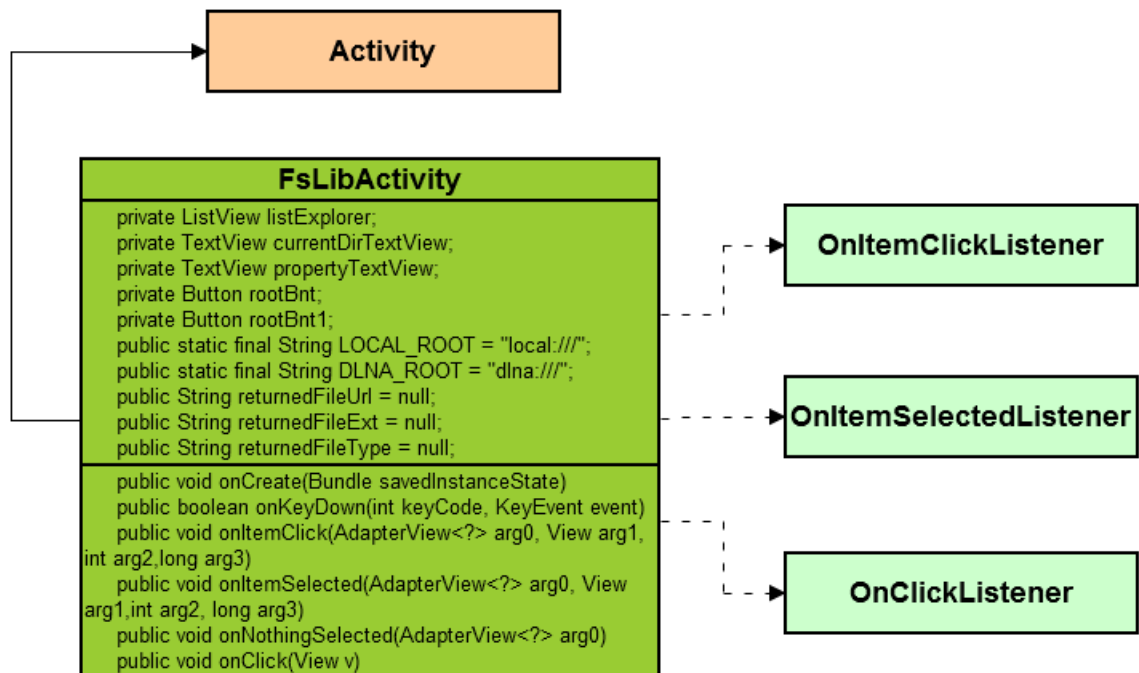 Activity
FsLibActivity
private ListView listExplorer;
private TextView currentDirTextView;
private TextView propertyTextView;
private Button rootBnt;
private Button rootBnt1;
public static final String LOCAL_ROOT = "local:///";
public static final String DLNA_ROOT = "dlna:///";
public String returnedFileUrl = null;
public String returnedFileExt = null;
public String returnedFileType = null;
public void onCreate(Bundle savedInstanceState)
public boolean onKeyDown(int keyCode, KeyEvent event)
public void onItemClick(AdapterView<?> arg0, View arg1,
int arg2,long arg3)
public void onItemSelected(AdapterView<?> arg0, View
arg1,int arg2, long arg3)
public void onNothingSelected(AdapterView<?> arg0)
public void onClick(View v)
OnItemClickListener
OnItemSelectedListener
OnClickListener